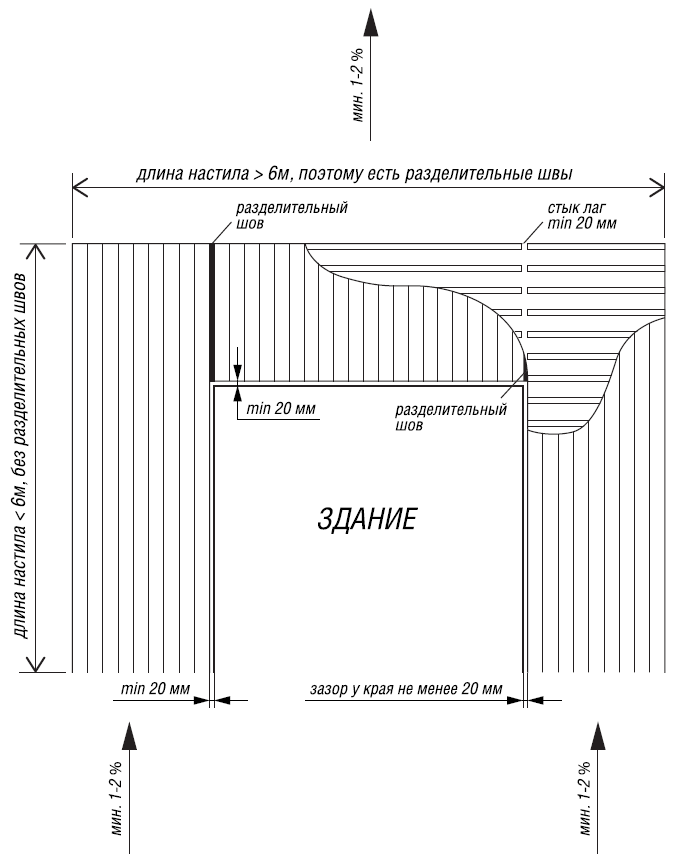 мин. 1-2 %
длина настила > 6м, поэтому есть разделительные швы
разделительный
шов
стык лаг
min 20 мм
длина настила < 6м, без разделительных швов
min 20 мм
разделительный
шов
ЗДАНИЕ
min 20 мм
зазор у края не менее 20 мм
мин. 1-2 %
мин. 1-2 %